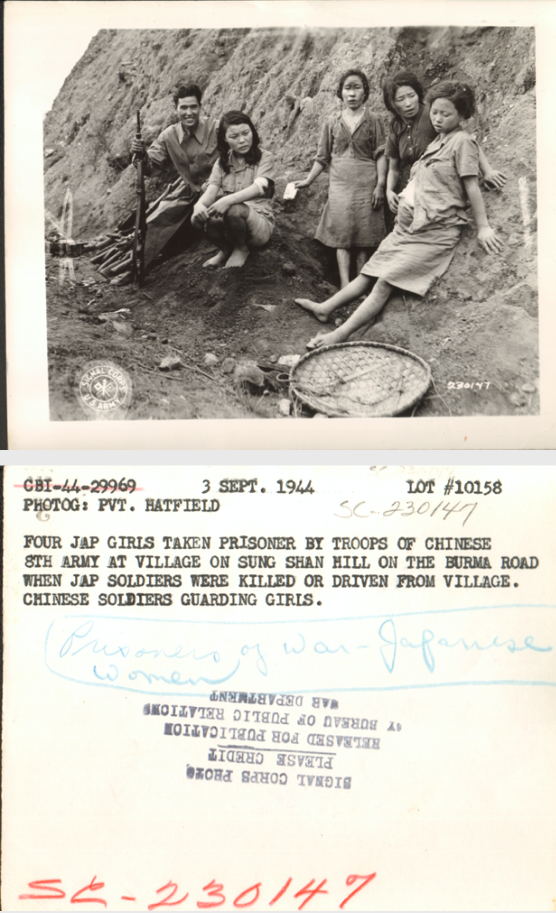 SIGNAL CORPS
U.S. ARMY
230147
CBI-44-29969 3 SEPT. 1944 LOT #10158
PHOTOG: PVT. HATFIELD SC-230147
FOUR JAP GIRLS TAKEN PRISONER BY TROOPS OF CHINESE
8TH ARMY AT VILLAGE ON SUNG SHAN HILL ON THE BURMA ROAD
WHEN JAP SOLDIERS WERE KILLED OR DRIVEN FROM VILLAGE.
CHINESE SOLDIERS GUARDING GIRLS.
Prisoners of War - Japanese
Women
SIGNAL CORPS PHOTO
PLEASE CREDIT
RELEASED FOR PUBLICATION
BY BUREAU OF PUBLIC RELATIONS
WAR DEPARTMENT
SC-230147